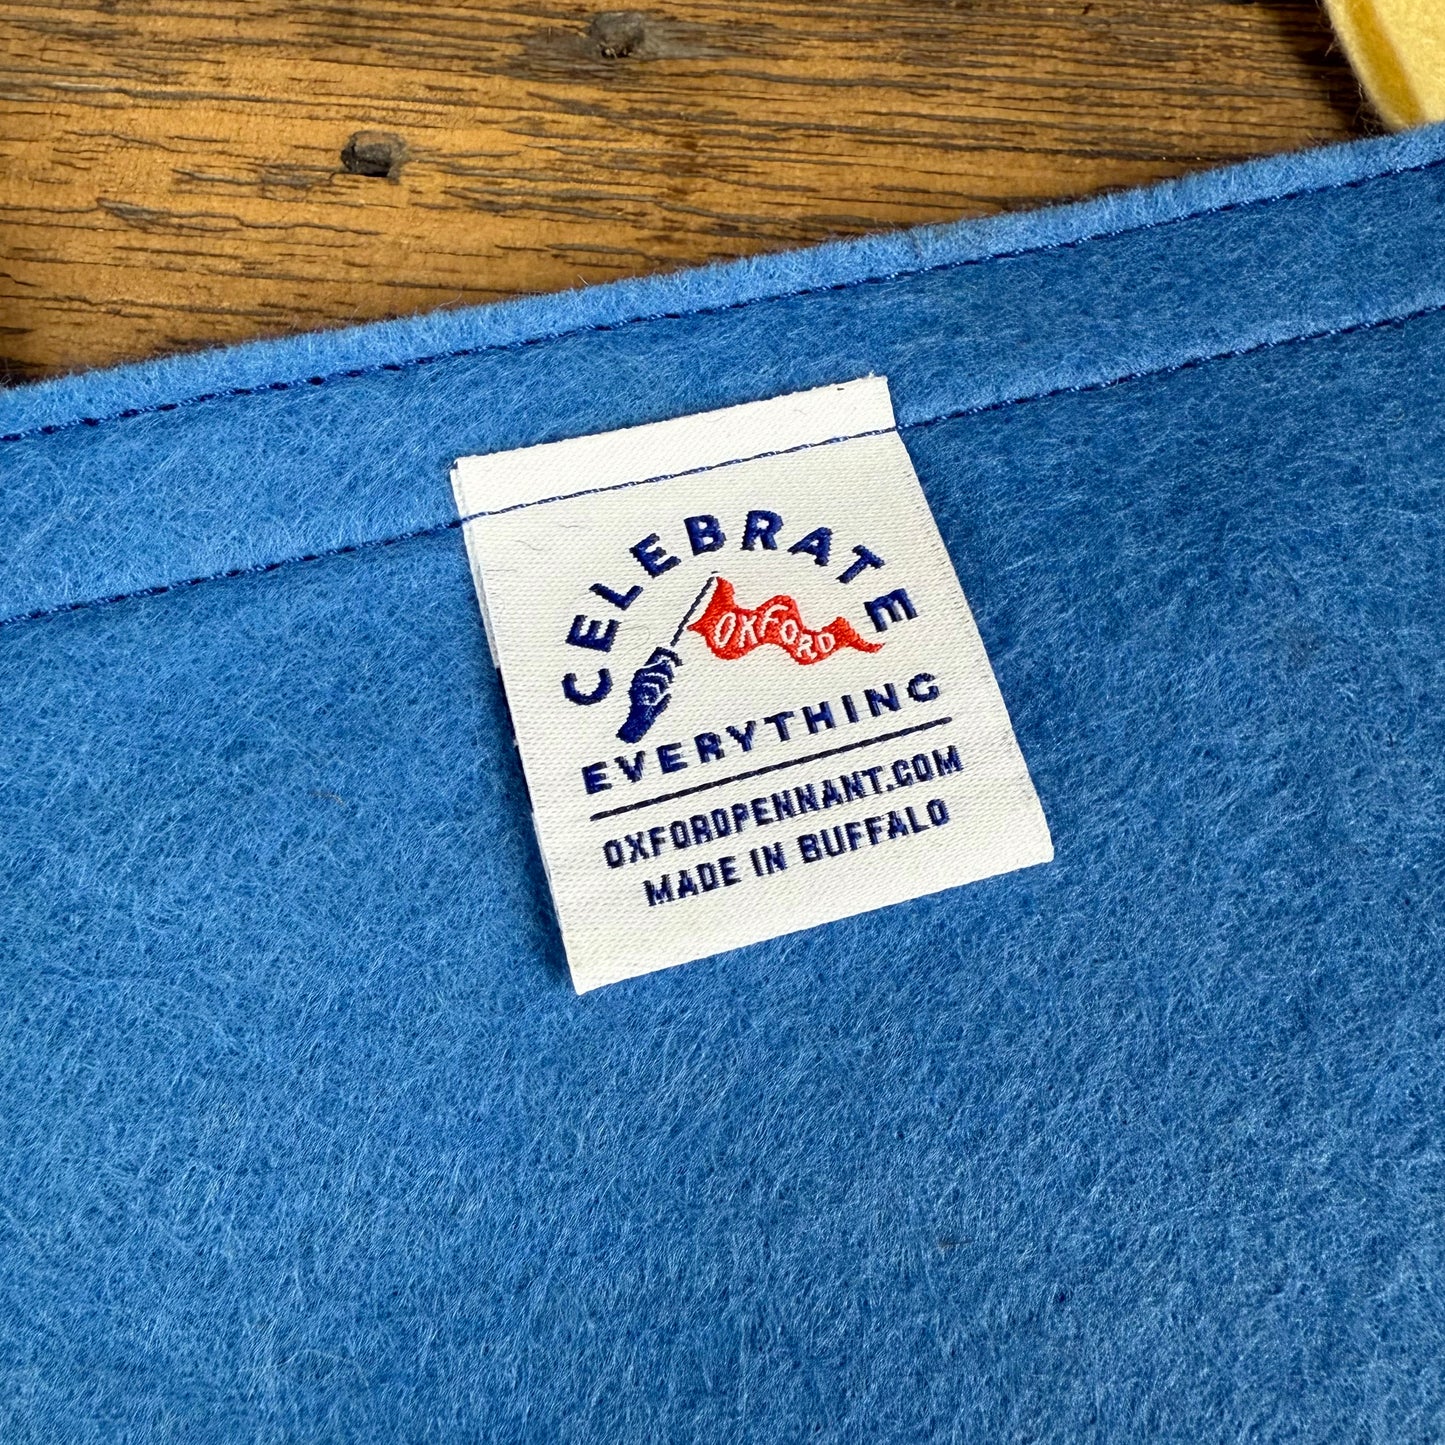 CELEBRATE
OXFORD
EVERYTHING
OXFORDPENNANT.COM
MADE IN BUFFALO